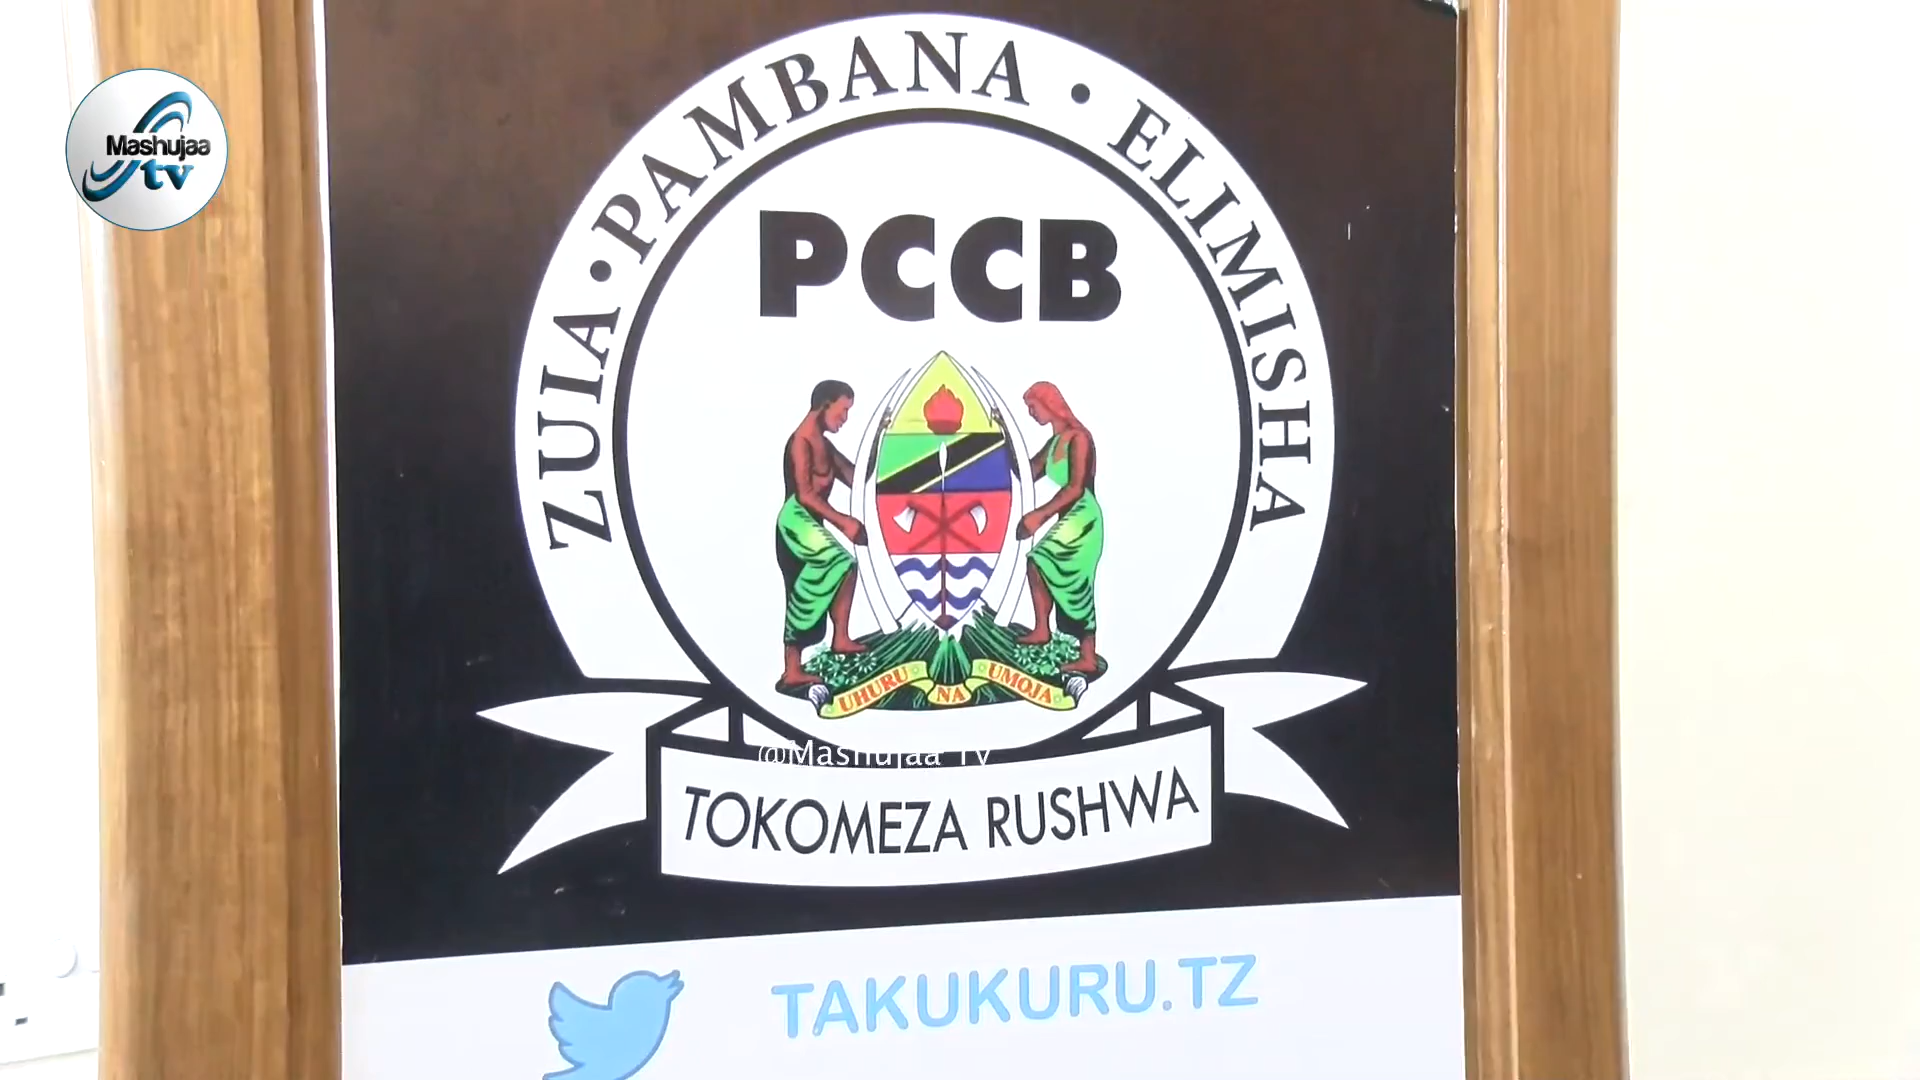 Mashujaa
tv
ZUIA • PAMBANA • ELIMISHA
PCCB
UHURU NA UMOJA
@Mashujaa Tv
TOKOMEZA RUSHWA
TAKUKURU.TZ